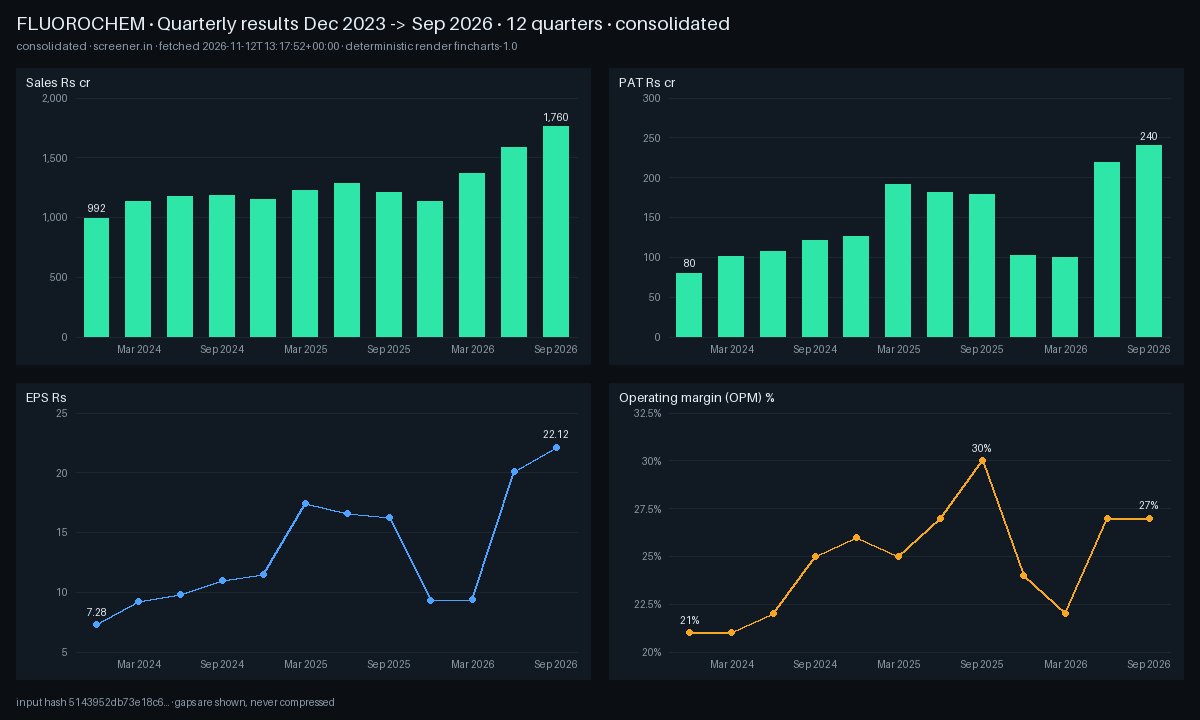 FLUOROCHEM · Quarterly results Dec 2023 -> Sep 2026 · 12 quarters · consolidated
consolidated · screener.in · fetched 2026-11-12T13:17:52+00:00 · deterministic render fincharts-1.0
Sales Rs cr
2,000
1,500
1,000
500
0
992
1,760
Mar 2024
Sep 2024
Mar 2025
Sep 2025
Mar 2026
Sep 2026
PAT Rs cr
300
250
200
150
100
50
0
80
240
Mar 2024
Sep 2024
Mar 2025
Sep 2025
Mar 2026
Sep 2026
EPS Rs
25
20
15
10
5
7.28
22.12
Mar 2024
Sep 2024
Mar 2025
Sep 2025
Mar 2026
Sep 2026
Operating margin (OPM) %
32.5%
30%
27.5%
25%
22.5%
20%
21%
30%
27%
Mar 2024
Sep 2024
Mar 2025
Sep 2025
Mar 2026
Sep 2026
input hash 5143952db73e18c6… · gaps are shown, never compressed